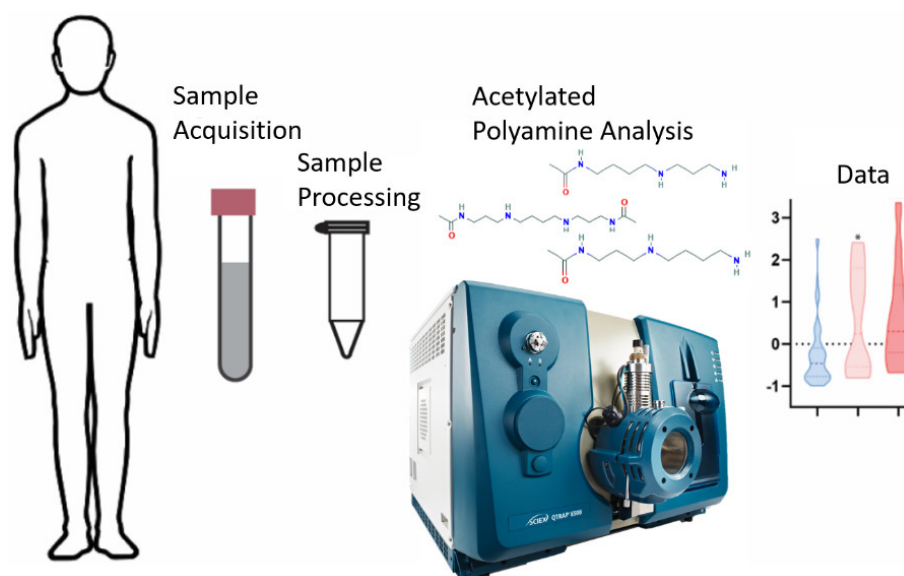 Sample
Acquisition
Sample
Processing
Acetylated
Polyamine Analysis
Data
H
N
O
N
H
N
H
H
O
H
N
O
H
N
N
H
N
H
O
H
N
O
H
N
N
H
H
3
2
1
0
-1
*
SCIEX QTRAP 6500